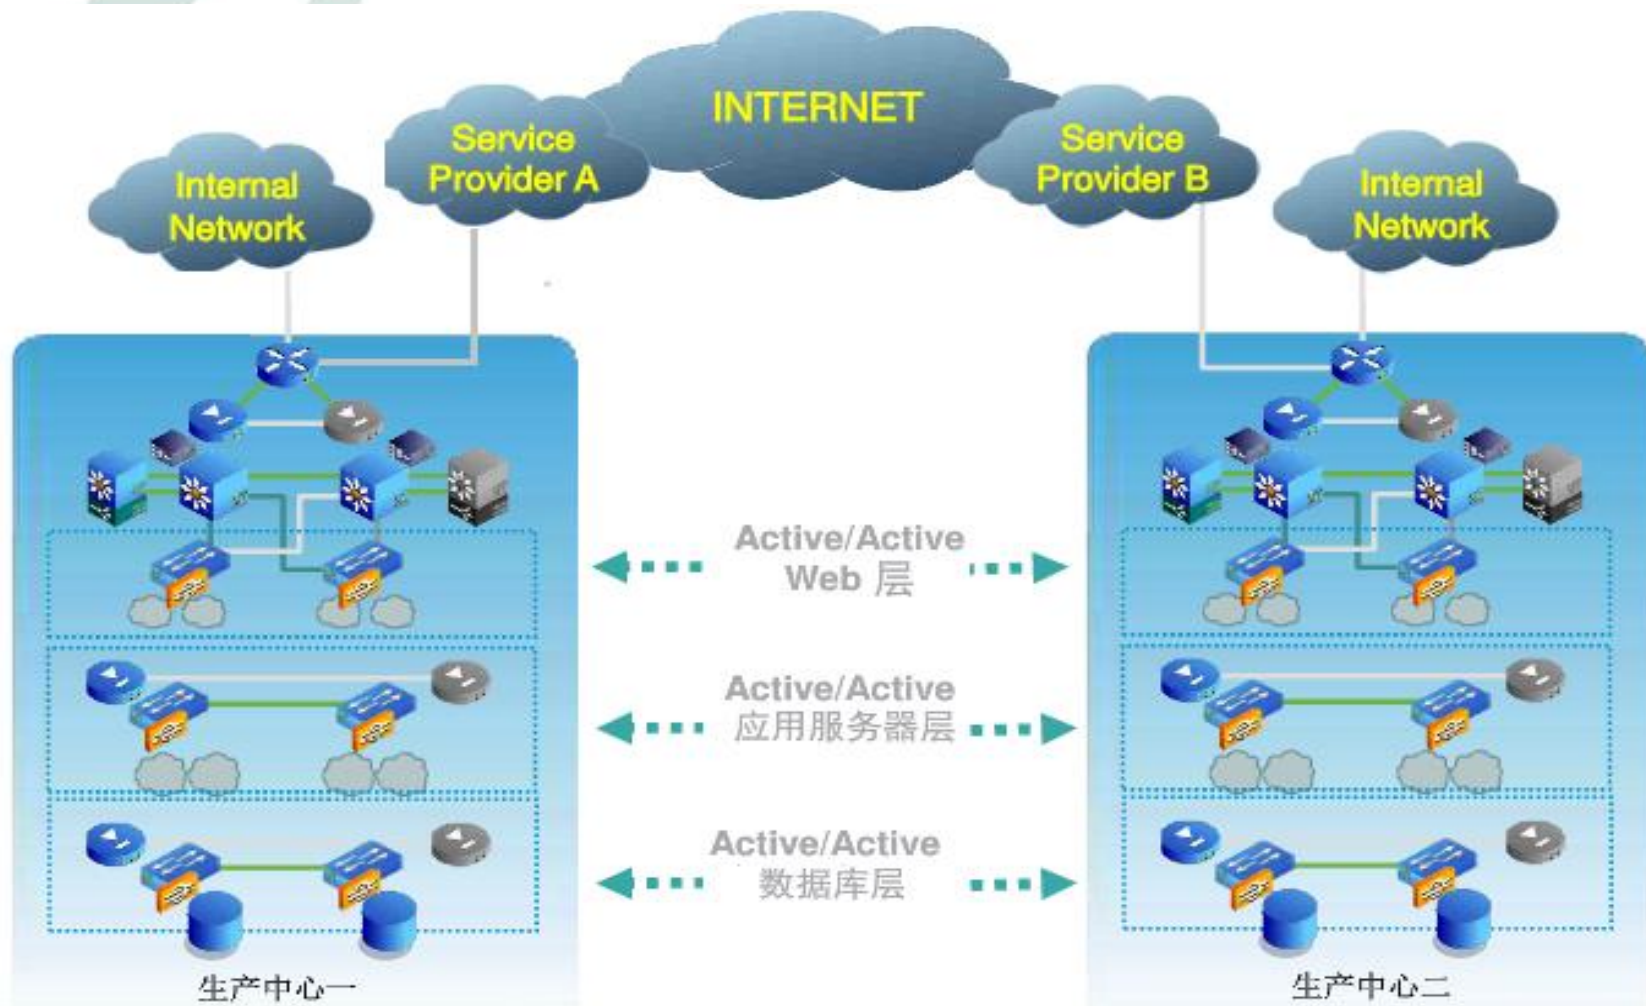 INTERNET
Service
Provider A
Service
Provider B
Internal
Network
Internal
Network
Active/Active
Web 层
Active/Active
应用服务器层
Active/Active
数据库层
生产中心一
生产中心二